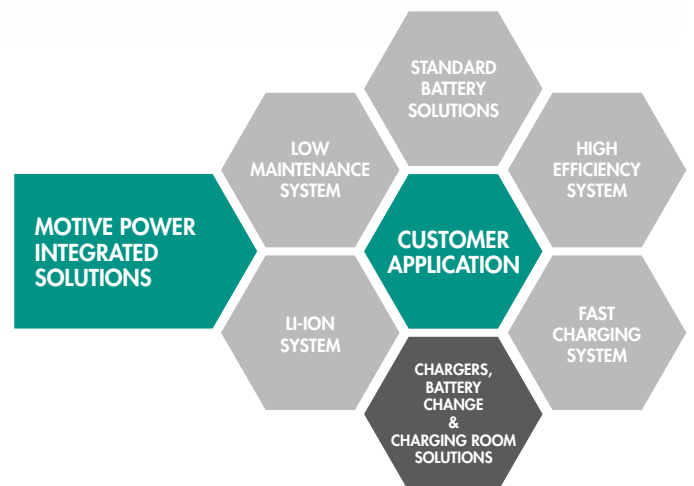 STANDARD
BATTERY
SOLUTIONS
LOW
MAINTENANCE
SYSTEM
HIGH
EFFICIENCY
SYSTEM
MOTIVE POWER
INTEGRATED
SOLUTIONS
CUSTOMER
APPLICATION
LI-ION
SYSTEM
FAST
CHARGING
SYSTEM
CHARGERS,
BATTERY
CHANGE
&
CHARGING ROOM
SOLUTIONS